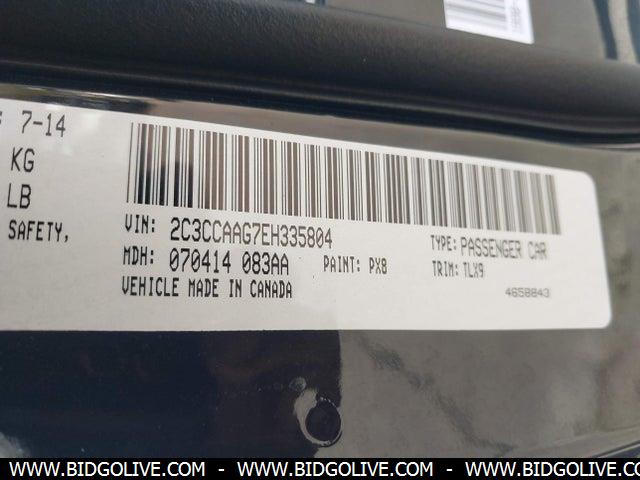 7-14
KG
LB
SAFETY,
VIN: 2C3CCAAG7EH335804
MDH: 070414 083AA PAINT: PX8
VEHICLE MADE IN CANADA
TYPE: PASSENGER CAR
TRIM: TLX9
4658843
WWW.BIDGOLIVE.COM - WWW.BIDGOLIVE.COM - WWW.BIDGOLIVE.COM